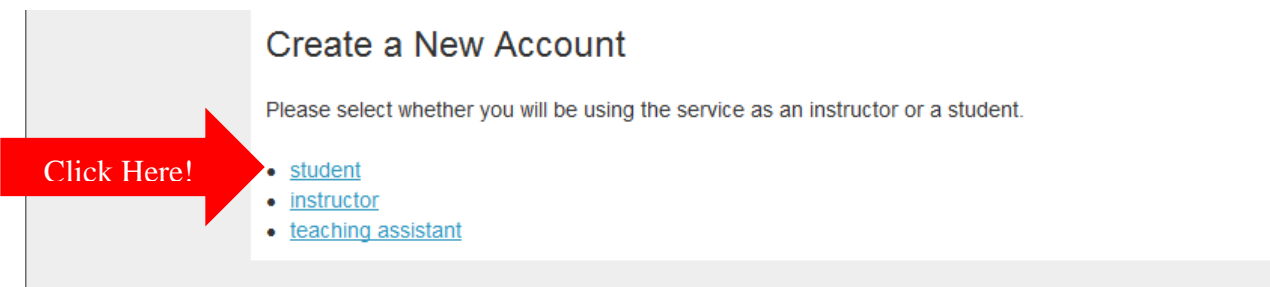 Create a New Account
Please select whether you will be using the service as an instructor or a student.
Click Here!
student
instructor
teaching assistant